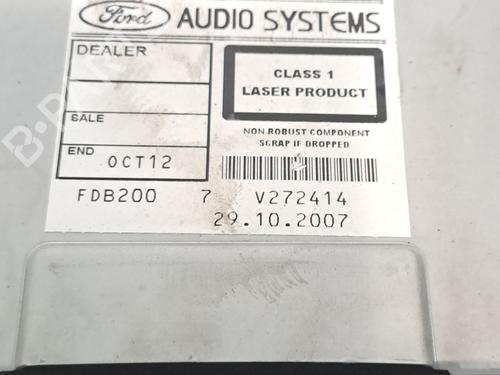 Ford AUDIO SYSTEMS
DEALER
CLASS 1
LASER PRODUCT
SALE
NON-ROBUST COMPONENT
SCRAP IF DROPPED
END OCT12
FDB200 7 V272414
29.10.2007